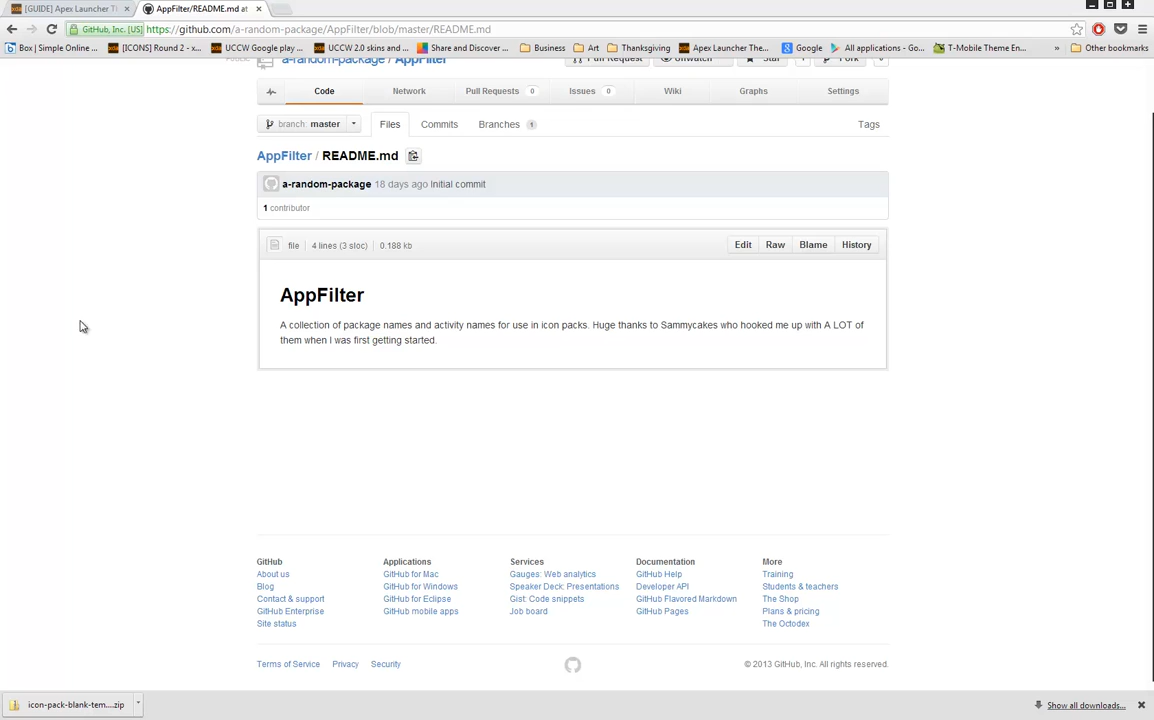 [GUIDE] Apex Launcher Th
AppFilter/README.md at
GitHub, Inc. [US] https://github.com/a-random-package/AppFilter/blob/master/README.md
Box | Simple Online ... [ICONS] Round 2 - x... UCCW Google play ... UCCW 2.0 skins and ... Share and Discover ... Business Art Thanksgiving Apex Launcher The... Google All applications - Go... T-Mobile Theme En... » Other bookmarks
PUBLIC a-random-package / AppFilter Pull Request Unwatch Star Fork
Code Network Pull Requests 0 Issues 0 Wiki Graphs Settings
branch: master Files Commits Branches 1 Tags
AppFilter / README.md
a-random-package 18 days ago Initial commit
1 contributor
file 4 lines (3 sloc) 0.188 kb Edit Raw Blame History
AppFilter
A collection of package names and activity names for use in icon packs. Huge thanks to Sammycakes who hooked me up with A LOT of
them when I was first getting started.
GitHub Applications Services Documentation More
About us GitHub for Mac Gauges: Web analytics GitHub Help Training
Blog GitHub for Windows Speaker Deck: Presentations Developer API Students & teachers
Contact & support GitHub for Eclipse Gist: Code snippets GitHub Flavored Markdown The Shop
GitHub Enterprise GitHub mobile apps Job board GitHub Pages Plans & pricing
Site status The Octodex
Terms of Service Privacy Security © 2013 GitHub, Inc. All rights reserved.
icon-pack-blank-tem....zip Show all downloads...